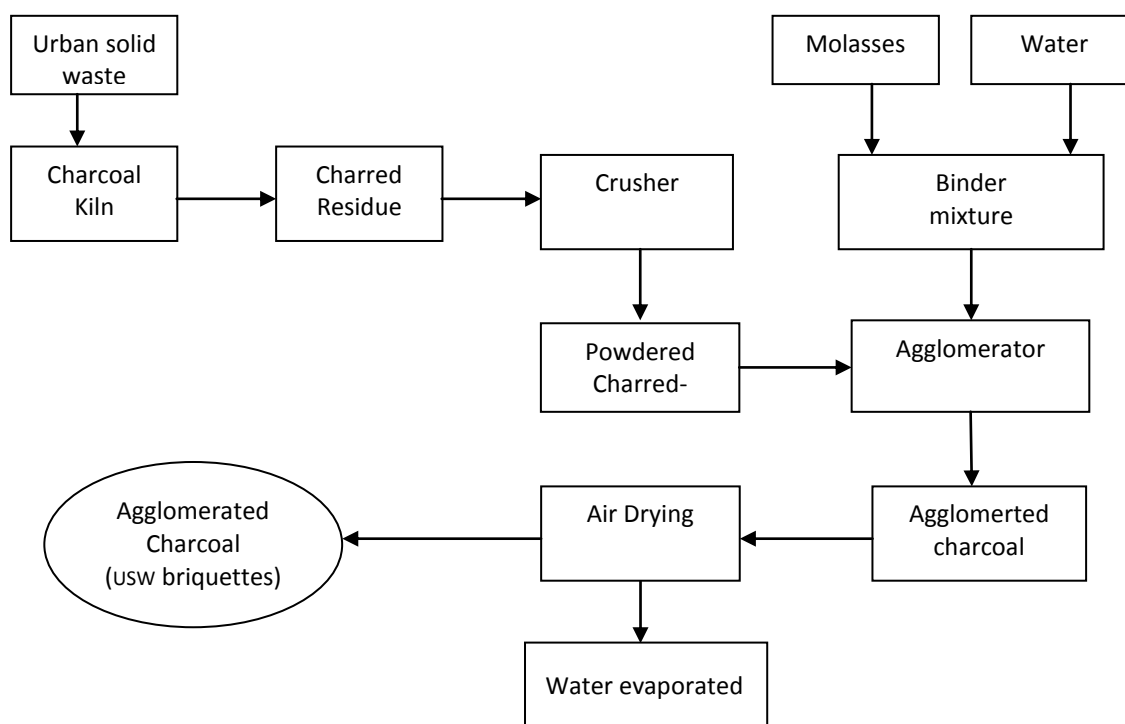 Urban solid
waste
Molasses
Water
Charcoal
Kiln
Charred
Residue
Crusher
Binder
mixture
Powdered
Charred-
Agglomerator
Agglomerated
Charcoal
(USW briquettes)
Air Drying
Agglomerted
charcoal
Water evaporated